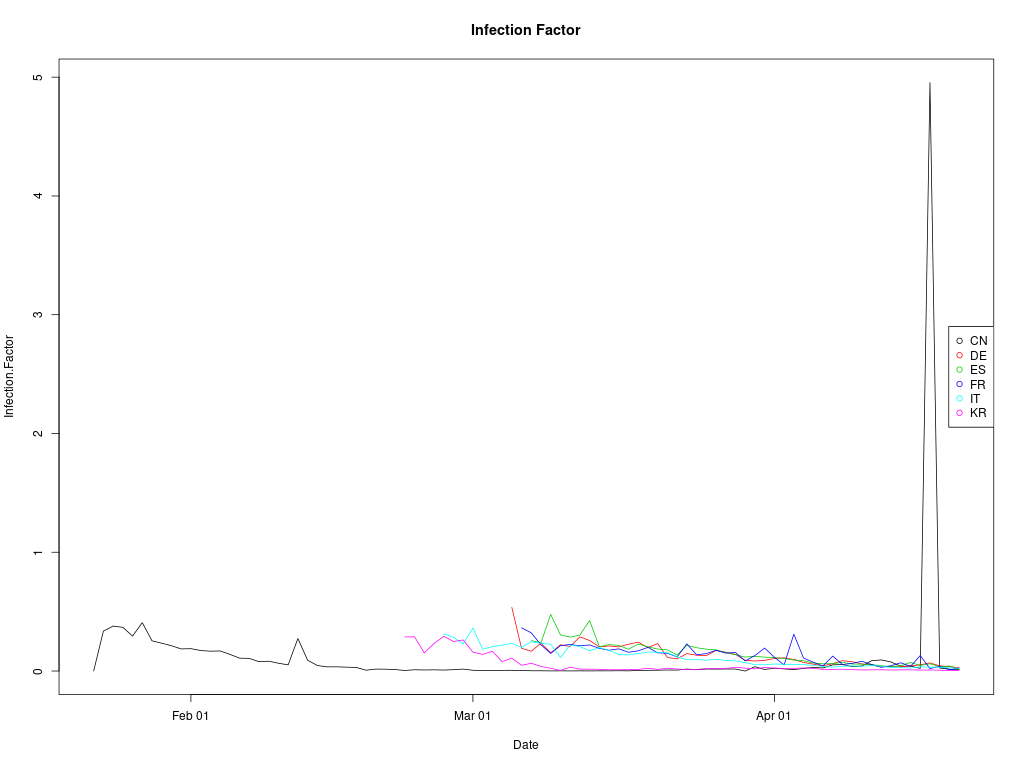 Infection Factor
5
4
3
2
1
0
Infection.Factor
CN
DE
ES
FR
IT
KR
Feb 01
Mar 01
Apr 01
Date